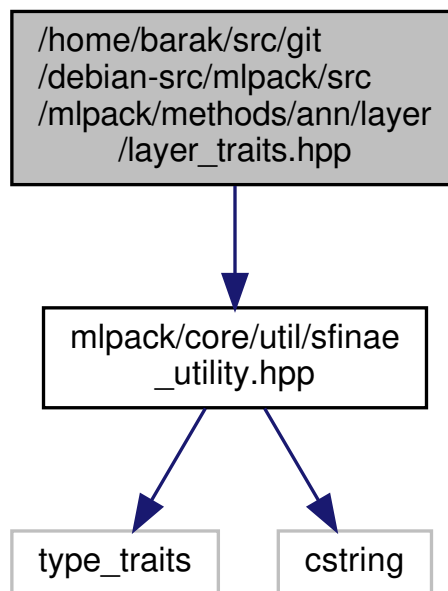 /home/barak/src/git
/debian-src/mlpack/src
/mlpack/methods/ann/layer
/layer_traits.hpp
mlpack/core/util/sfinae
_utility.hpp
type_traits
cstring